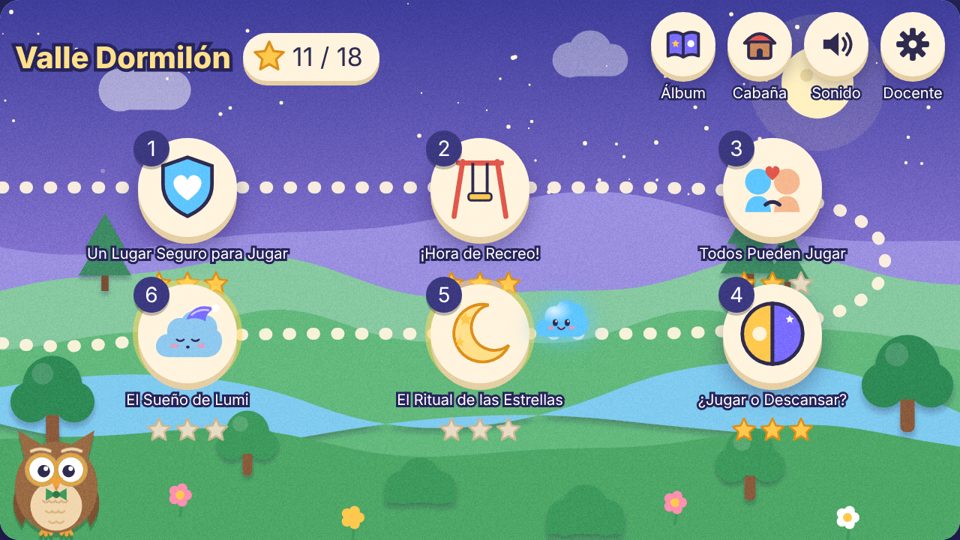 Valle Dormilón
11 / 18
Álbum
Cabaña
Sonido
Docente
1
2
3
Un Lugar Seguro para Jugar
¡Hora de Recreo!
Todos Pueden Jugar
6
5
4
El Sueño de Lumi
El Ritual de las Estrellas
¿Jugar o Descansar?